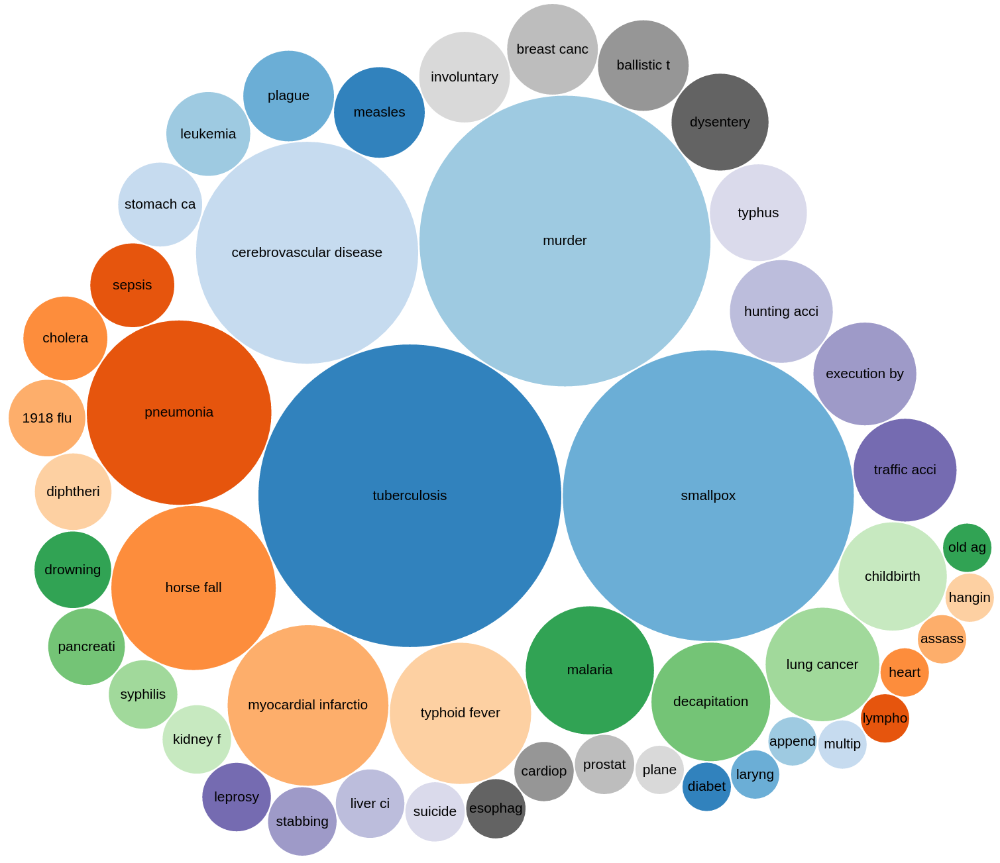 breast canc
ballistic t
involuntary
plague
measles
dysentery
leukemia
stomach ca
typhus
murder
cerebrovascular disease
sepsis
hunting acci
cholera
execution by
pneumonia
1918 flu
traffic acci
diphtheri
tuberculosis
smallpox
old ag
drowning
childbirth
horse fall
hangin
assass
pancreati
lung cancer
malaria
heart
syphilis
decapitation
myocardial infarctio
typhoid fever
lympho
kidney f
append
multip
prostat
plane
cardiop
laryng
diabet
leprosy
liver ci
esophag
suicide
stabbing